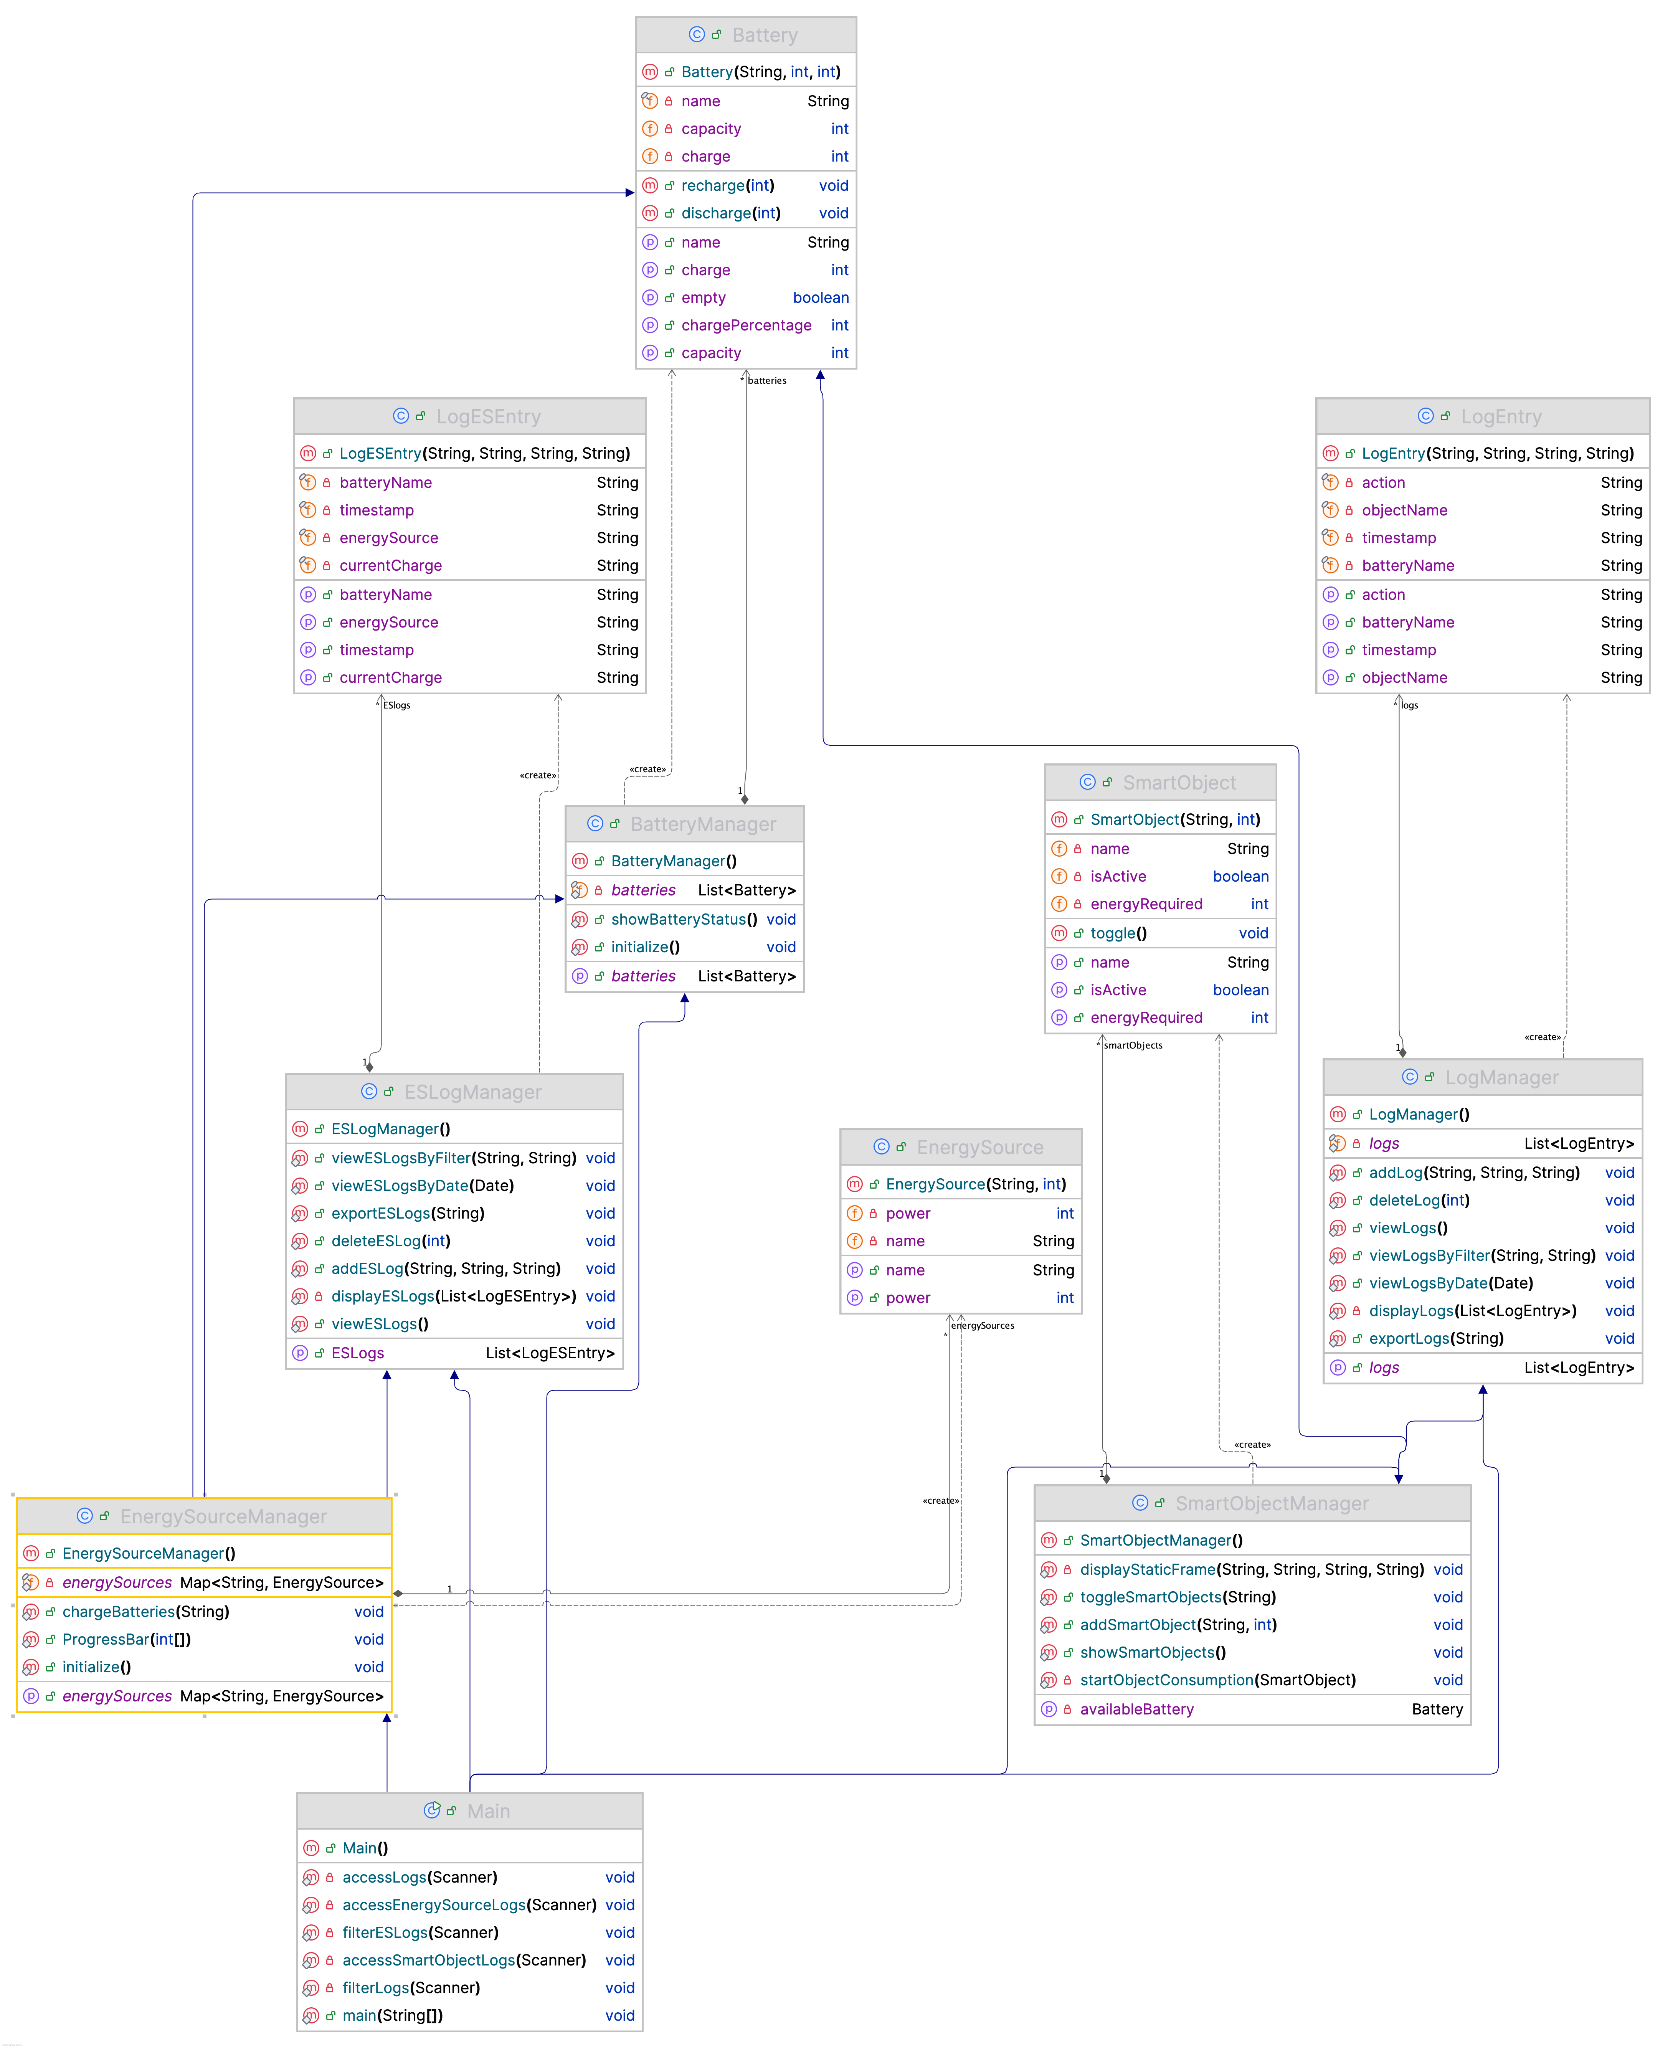 Battery
Battery(String, int, int)
name String
capacity int
charge int
recharge(int) void
discharge(int) void
name String
charge int
empty boolean
chargePercentage int
capacity int
* batteries
LogESEntry
LogESEntry(String, String, String, String)
batteryName String
timestamp String
energySource String
currentCharge String
batteryName String
energySource String
timestamp String
currentCharge String
* ESlogs
«create»
«create»
1
LogEntry
LogEntry(String, String, String, String)
action String
objectName String
timestamp String
batteryName String
action String
batteryName String
timestamp String
objectName String
* logs
«create»
1
BatteryManager
BatteryManager()
batteries List<Battery>
showBatteryStatus() void
initialize() void
batteries List<Battery>
SmartObject
SmartObject(String, int)
name String
isActive boolean
energyRequired int
toggle() void
name String
isActive boolean
energyRequired int
* smartObjects
«create»
1
1
ESLogManager
ESLogManager()
viewESLogsByFilter(String, String) void
viewESLogsByDate(Date) void
exportESLogs(String) void
deleteESLog(int) void
addESLog(String, String, String) void
displayESLogs(List<LogESEntry>) void
viewESLogs() void
ESLogs List<LogESEntry>
EnergySource
EnergySource(String, int)
power int
name String
name String
power int
* energySources
«create»
1
LogManager
LogManager()
logs List<LogEntry>
addLog(String, String, String) void
deleteLog(int) void
viewLogs() void
viewLogsByFilter(String, String) void
viewLogsByDate(Date) void
displayLogs(List<LogEntry>) void
exportLogs(String) void
logs List<LogEntry>
EnergySourceManager
EnergySourceManager()
energySources Map<String, EnergySource>
chargeBatteries(String) void
ProgressBar(int[]) void
initialize() void
energySources Map<String, EnergySource>
SmartObjectManager
SmartObjectManager()
displayStaticFrame(String, String, String, String) void
toggleSmartObjects(String) void
addSmartObject(String, int) void
showSmartObjects() void
startObjectConsumption(SmartObject) void
availableBattery Battery
Main
Main()
accessLogs(Scanner) void
accessEnergySourceLogs(Scanner) void
filterESLogs(Scanner) void
accessSmartObjectLogs(Scanner) void
filterLogs(Scanner) void
main(String[]) void